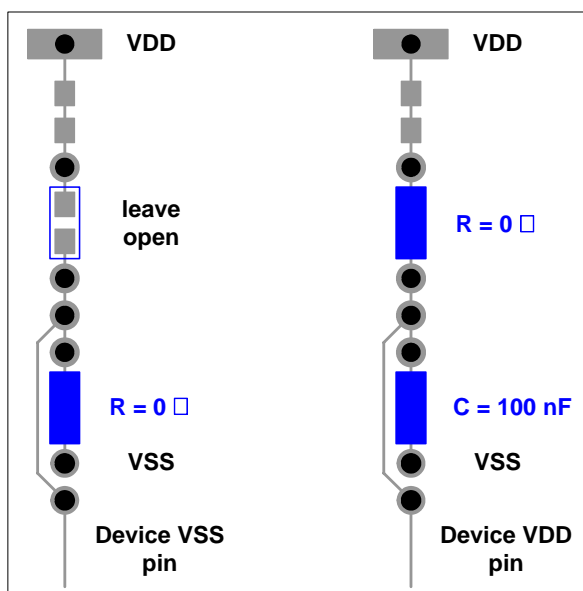 VDD
VDD
leave
open
R = 0 □
R = 0 □
C = 100 nF
VSS
VSS
Device VSS
pin
Device VDD
pin